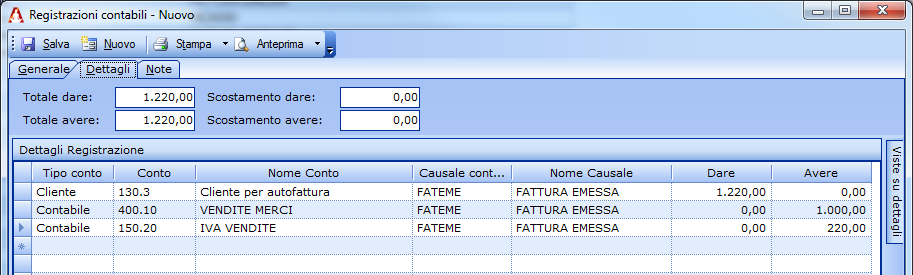 Registrazioni contabili - Nuovo
Salva Nuovo Stampa Anteprima
Generale Dettagli Note
Totale dare: 1.220,00 Scostamento dare: 0,00
Totale avere: 1.220,00 Scostamento avere: 0,00
Dettagli Registrazione
Tipo conto Conto Nome Conto Causale cont... Nome Causale Dare Avere
Cliente 130.3 Cliente per autofattura FATEME FATTURA EMESSA 1.220,00 0,00
Contabile 400.10 VENDITE MERCI FATEME FATTURA EMESSA 0,00 1.000,00
Contabile 150.20 IVA VENDITE FATEME FATTURA EMESSA 0,00 220,00
Viste su dettagli